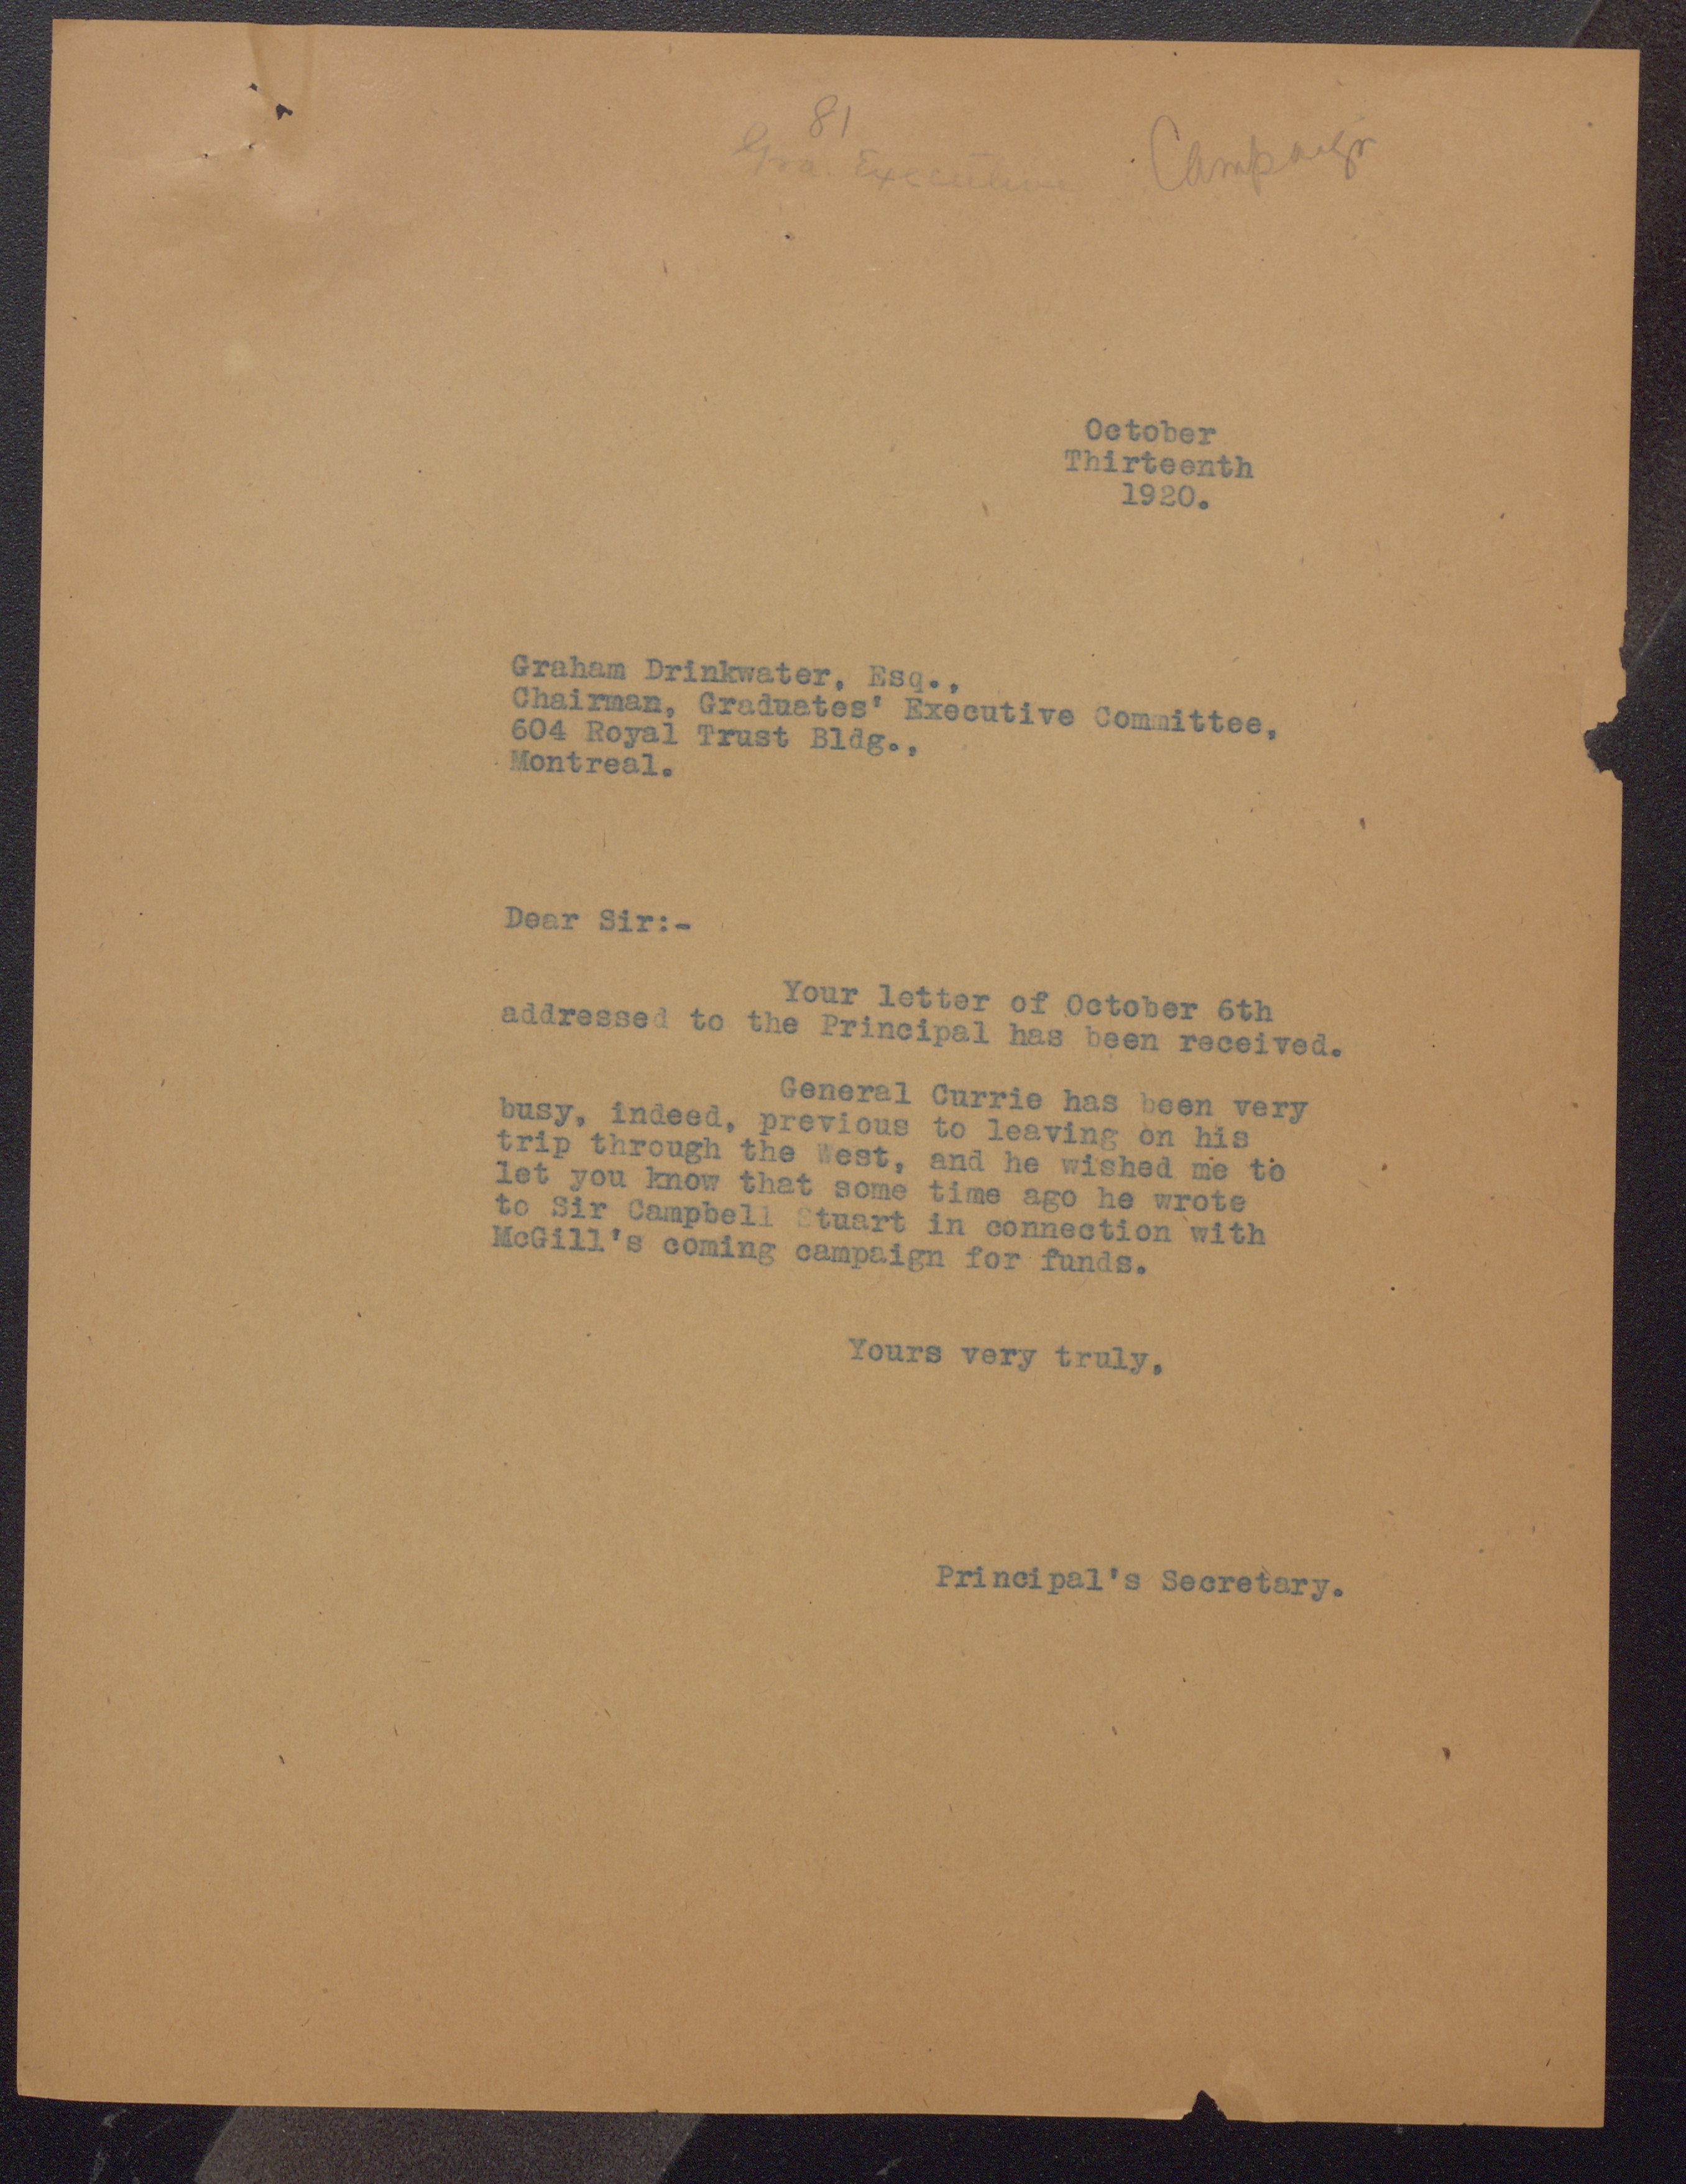 81
Gra. Executive Campaign
October
Thirteenth
1920.
Graham Drinkwater, Esq.,
Chairman, Graduates' Executive Committee,
604 Royal Trust Bldg.,
Montreal.
Dear Sir:-
Your letter of October 6th
addressed to the Principal has been received.
General Currie has been very
busy, indeed, previous to leaving on his
trip through the West, and he wished me to
let you know that some time ago he wrote
to Sir Campbell Stuart in connection with
McGill's coming campaign for funds.
Yours very truly,
Principal's Secretary.